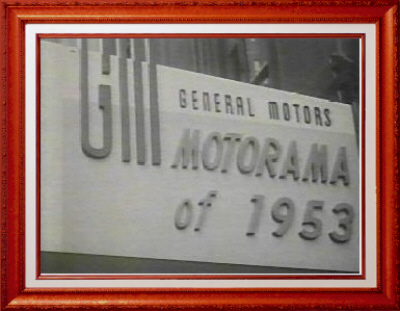 GM
GENERAL MOTORS
MOTORAMA
of 1953